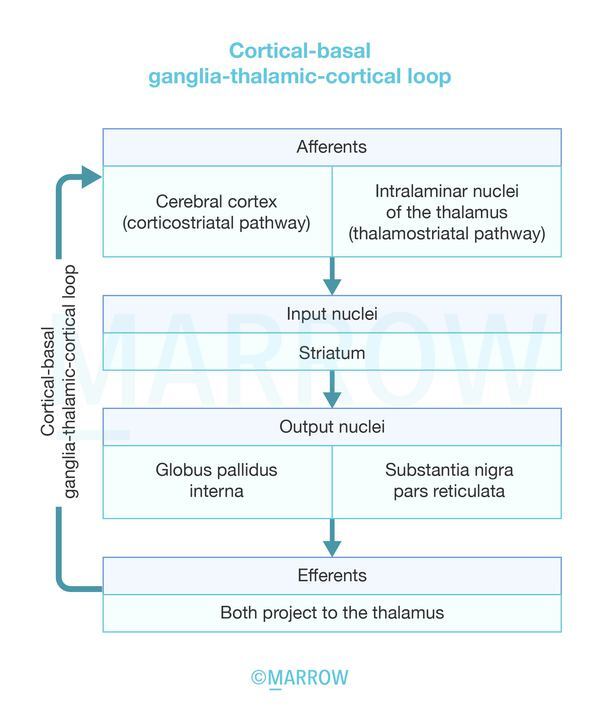 Cortical-basal
ganglia-thalamic-cortical loop
Afferents
Cerebral cortex
(corticostriatal pathway)
Intralaminar nuclei
of the thalamus
(thalamostriatal pathway)
Input nuclei
Striatum
Output nuclei
Globus pallidus
interna
Substantia nigra
pars reticulata
Efferents
Both project to the thalamus
Cortical-basal
ganglia-thalamic-cortical loop
MARROW
©MARROW